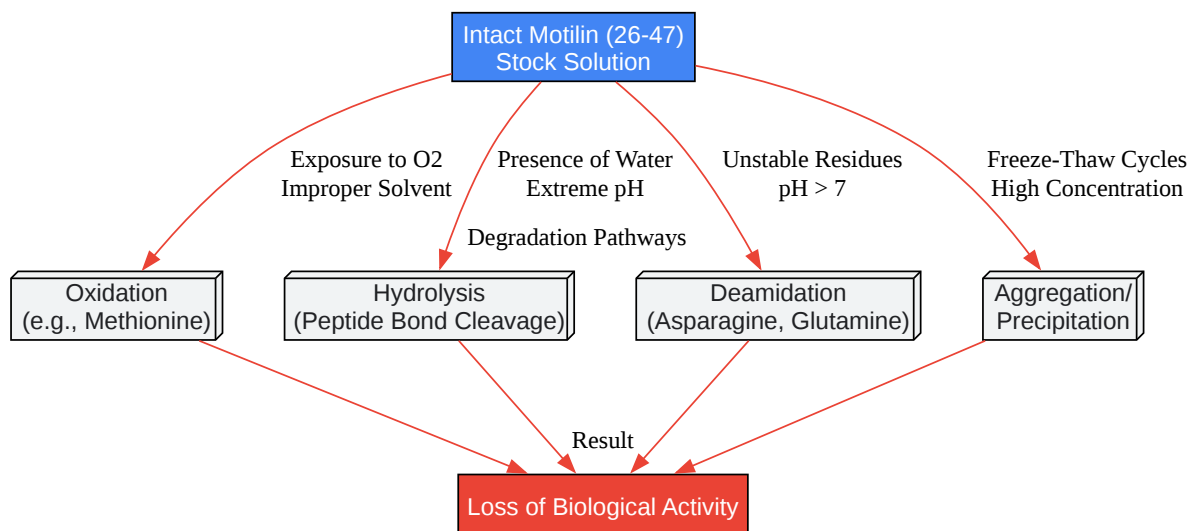 Intact Motilin (26-47)
Stock Solution
Exposure to O2
Improper Solvent
Presence of Water
Extreme pH
Unstable Residues
pH > 7
Freeze-Thaw Cycles
High Concentration
Degradation Pathways
Oxidation
(e.g., Methionine)
Hydrolysis
(Peptide Bond Cleavage)
Deamidation
(Asparagine, Glutamine)
Aggregation/
Precipitation
Result
Loss of Biological Activity